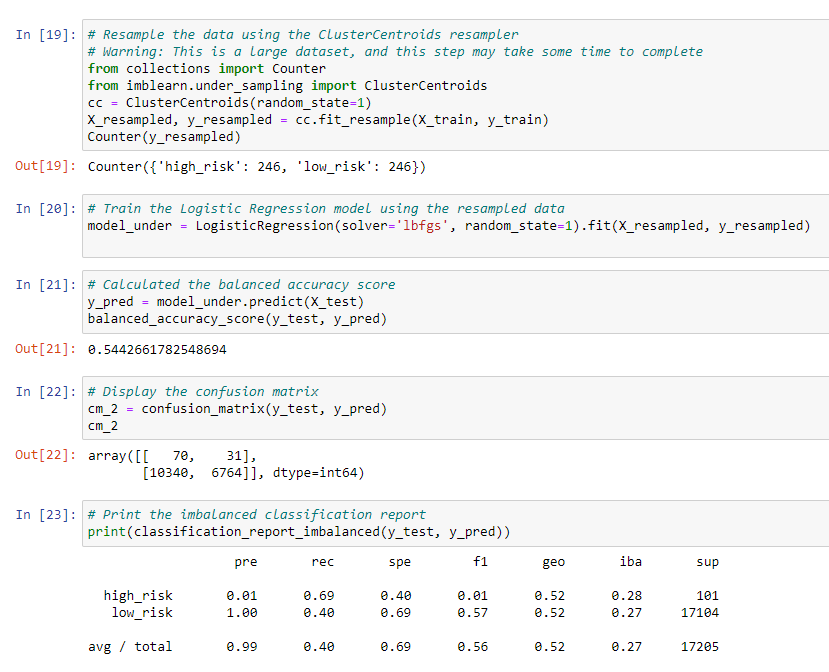 In [19]: # Resample the data using the ClusterCentroids resampler
# Warning: This is a large dataset, and this step may take some time to complete
from collections import Counter
from imblearn.under_sampling import ClusterCentroids
cc = ClusterCentroids(random_state=1)
X_resampled, y_resampled = cc.fit_resample(X_train, y_train)
Counter(y_resampled)
Out[19]: Counter({'high_risk': 246, 'low_risk': 246})
In [20]: # Train the Logistic Regression model using the resampled data
model_under = LogisticRegression(solver='lbfgs', random_state=1).fit(X_resampled, y_resampled)
In [21]: # Calculated the balanced accuracy score
y_pred = model_under.predict(X_test)
balanced_accuracy_score(y_test, y_pred)
Out[21]: 0.5442661782548694
In [22]: # Display the confusion matrix
cm_2 = confusion_matrix(y_test, y_pred)
cm_2
Out[22]: array([[   70,    31],
       [10340,  6764]], dtype=int64)
In [23]: # Print the imbalanced classification report
print(classification_report_imbalanced(y_test, y_pred))
pre rec spe f1 geo iba sup
high_risk 0.01 0.69 0.40 0.01 0.52 0.28 101
low_risk 1.00 0.40 0.69 0.57 0.52 0.27 17104
avg / total 0.99 0.40 0.69 0.56 0.52 0.27 17205